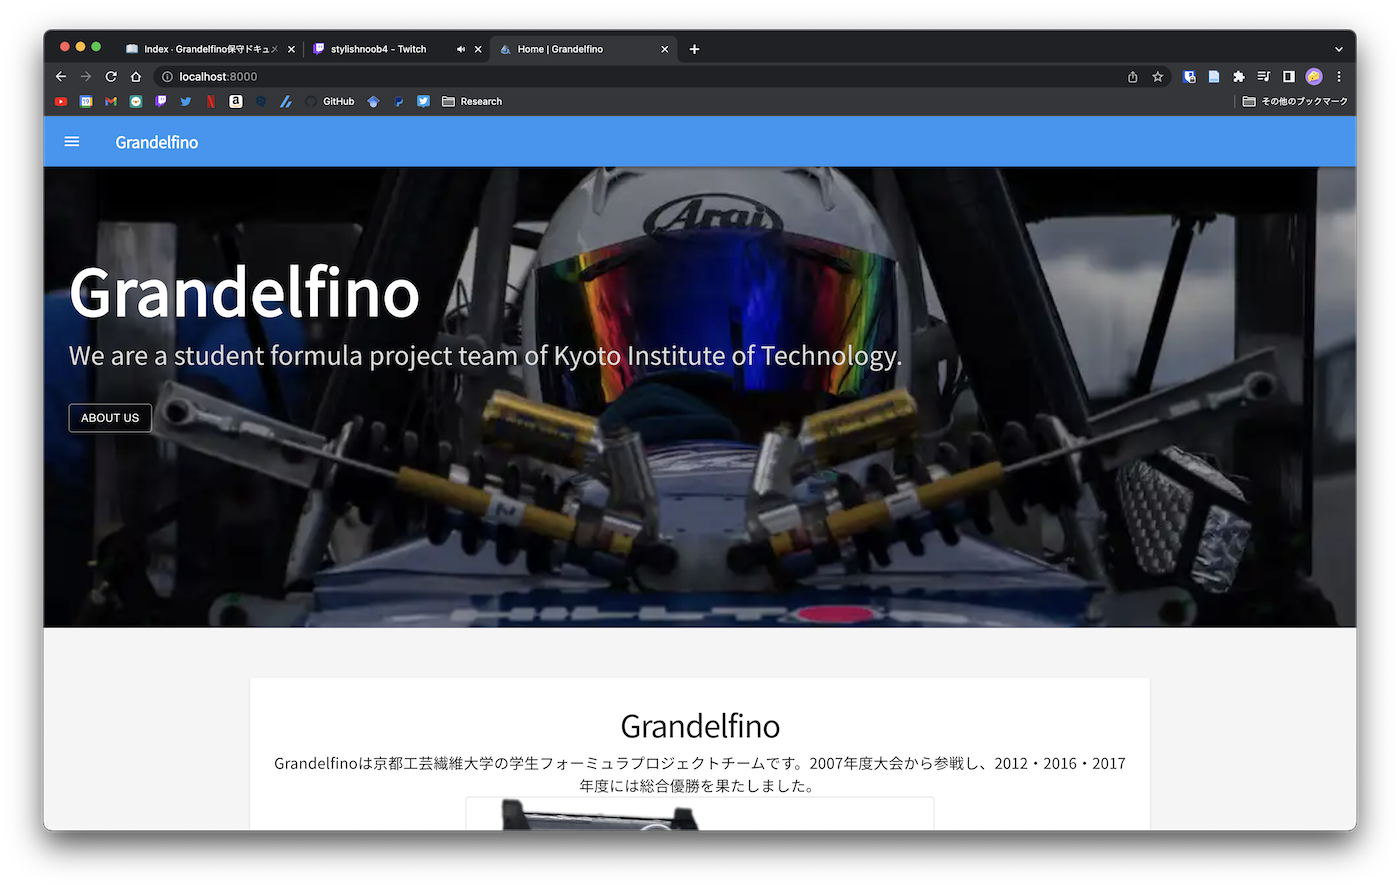 Index · Grandelfino保守ドキュメ
stylishnoob4 - Twitch
Home | Grandelfino
localhost:8000
GitHub
Research
その他のブックマーク
Grandelfino
Arai
Grandelfino
We are a student formula project team of Kyoto Institute of Technology.
ABOUT US
Grandelfino
Grandelfinoは京都工芸繊維大学の学生フォーミュラプロジェクトチームです。2007年度大会から参戦し、2012・2016・2017
年度には総合優勝を果たしました。